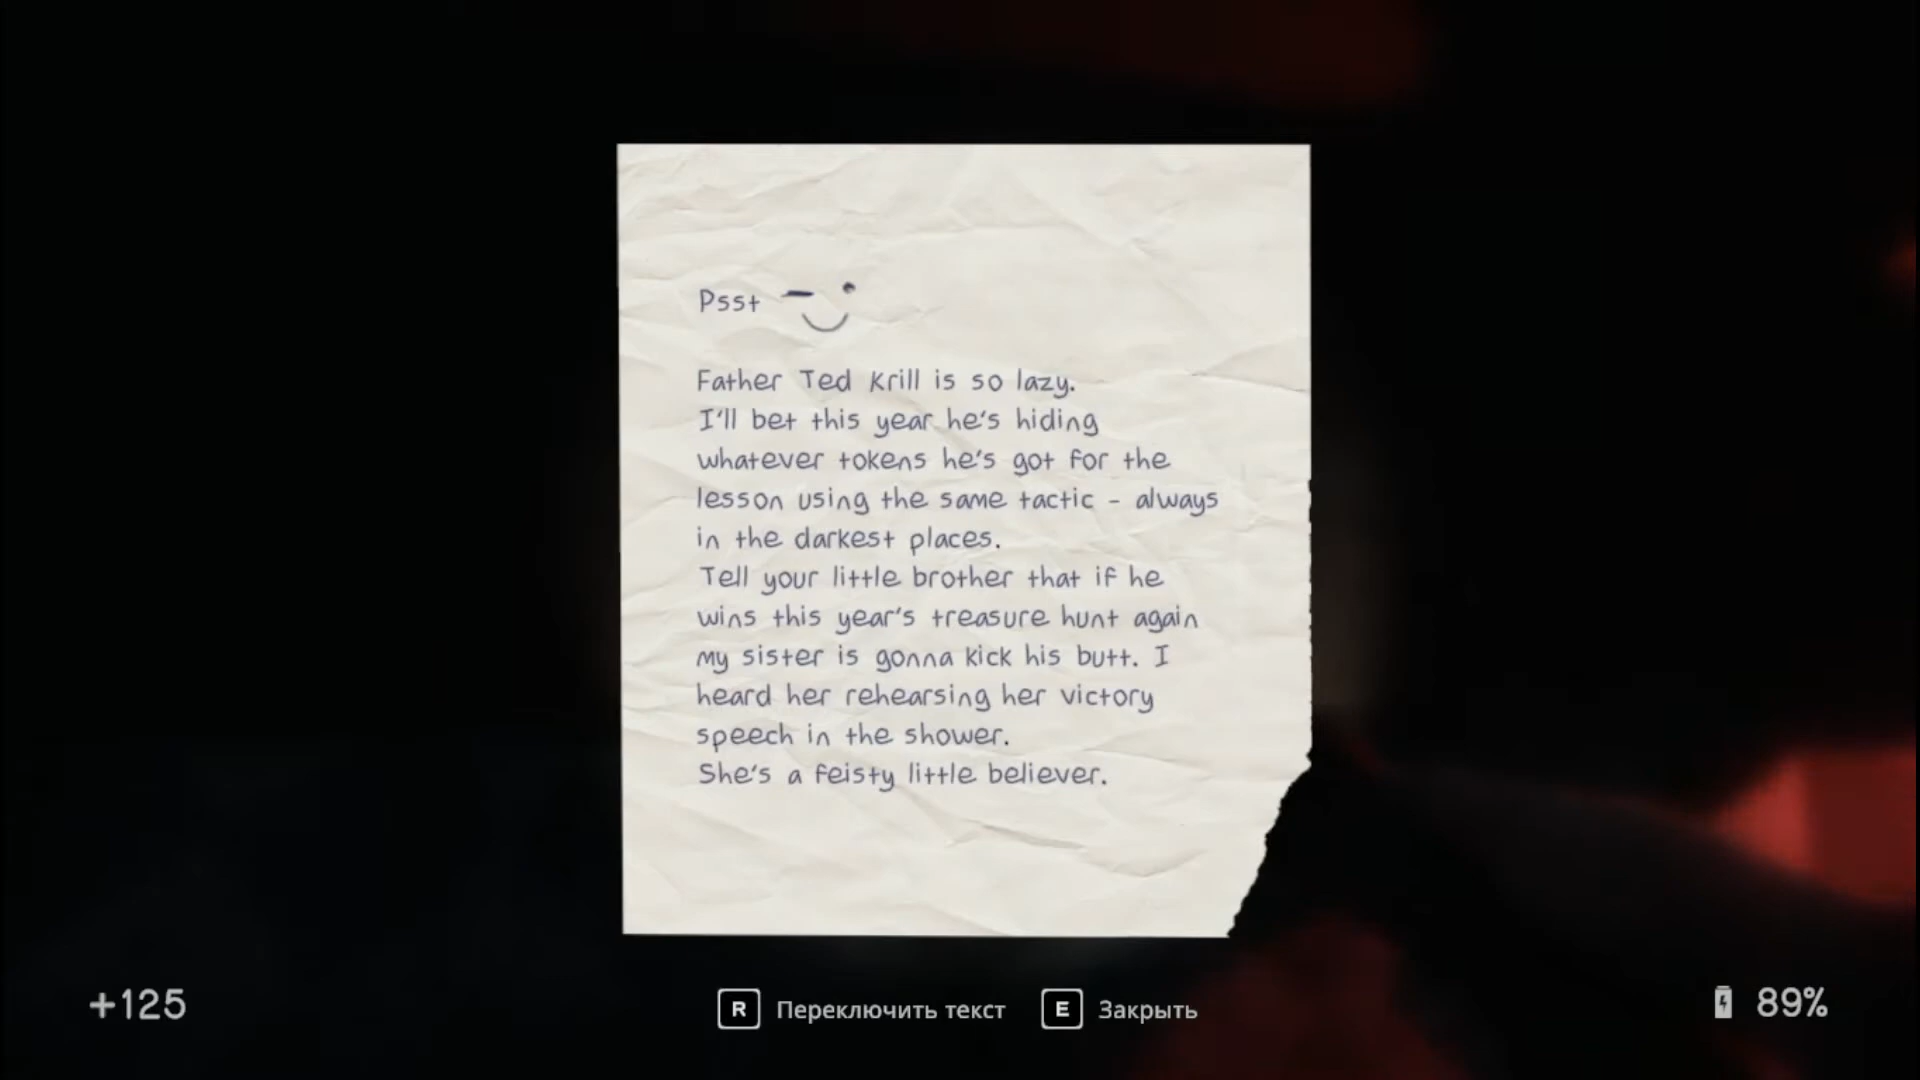 Psst
Father Ted Krill is so lazy.
I'll bet this year he's hiding
whatever tokens he's got for the
lesson using the same tactic - always
in the darkest places.
Tell your little brother that if he
wins this year's treasure hunt again
my sister is gonna kick his butt. I
heard her rehearsing her victory
speech in the shower.
She's a feisty little believer.
+125
R Переключить текст E Закрыть
89%